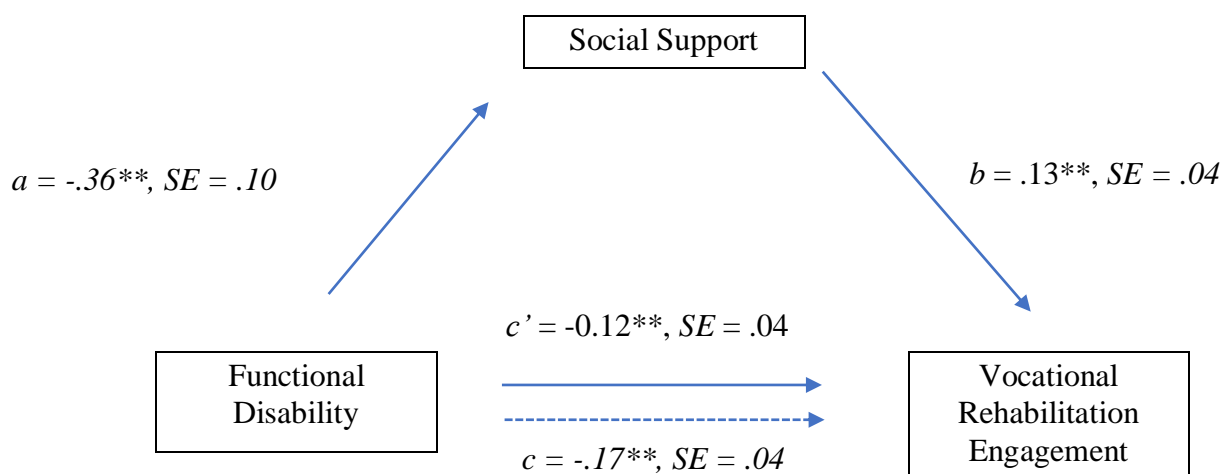 Social Support
a = -.36**, SE = .10
b = .13**, SE = .04
c’ = -0.12**, SE = .04
Functional
Disability
Vocational
Rehabilitation
Engagement
c = -.17**, SE = .04